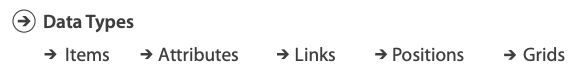 Data Types
→ Items → Attributes → Links → Positions → Grids